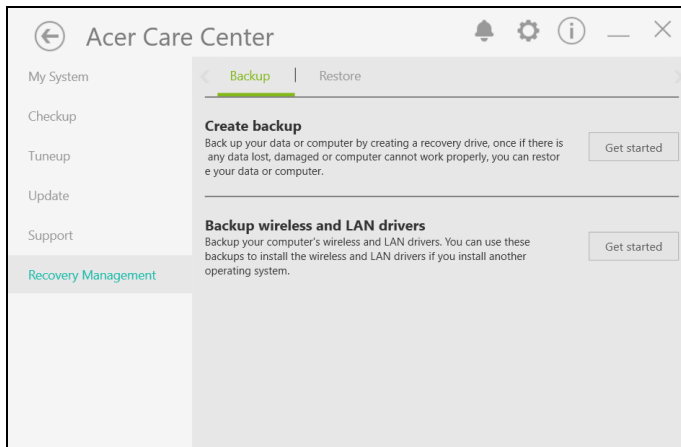 Acer Care Center
My System
Checkup
Tuneup
Update
Support
Recovery Management
Backup | Restore
Create backup
Back up your data or computer by creating a recovery drive, once if there is
any data lost, damaged or computer cannot work properly, you can restor
e your data or computer.
Get started
Backup wireless and LAN drivers
Backup your computer's wireless and LAN drivers. You can use these
backups to install the wireless and LAN drivers if you install another
operating system.
Get started